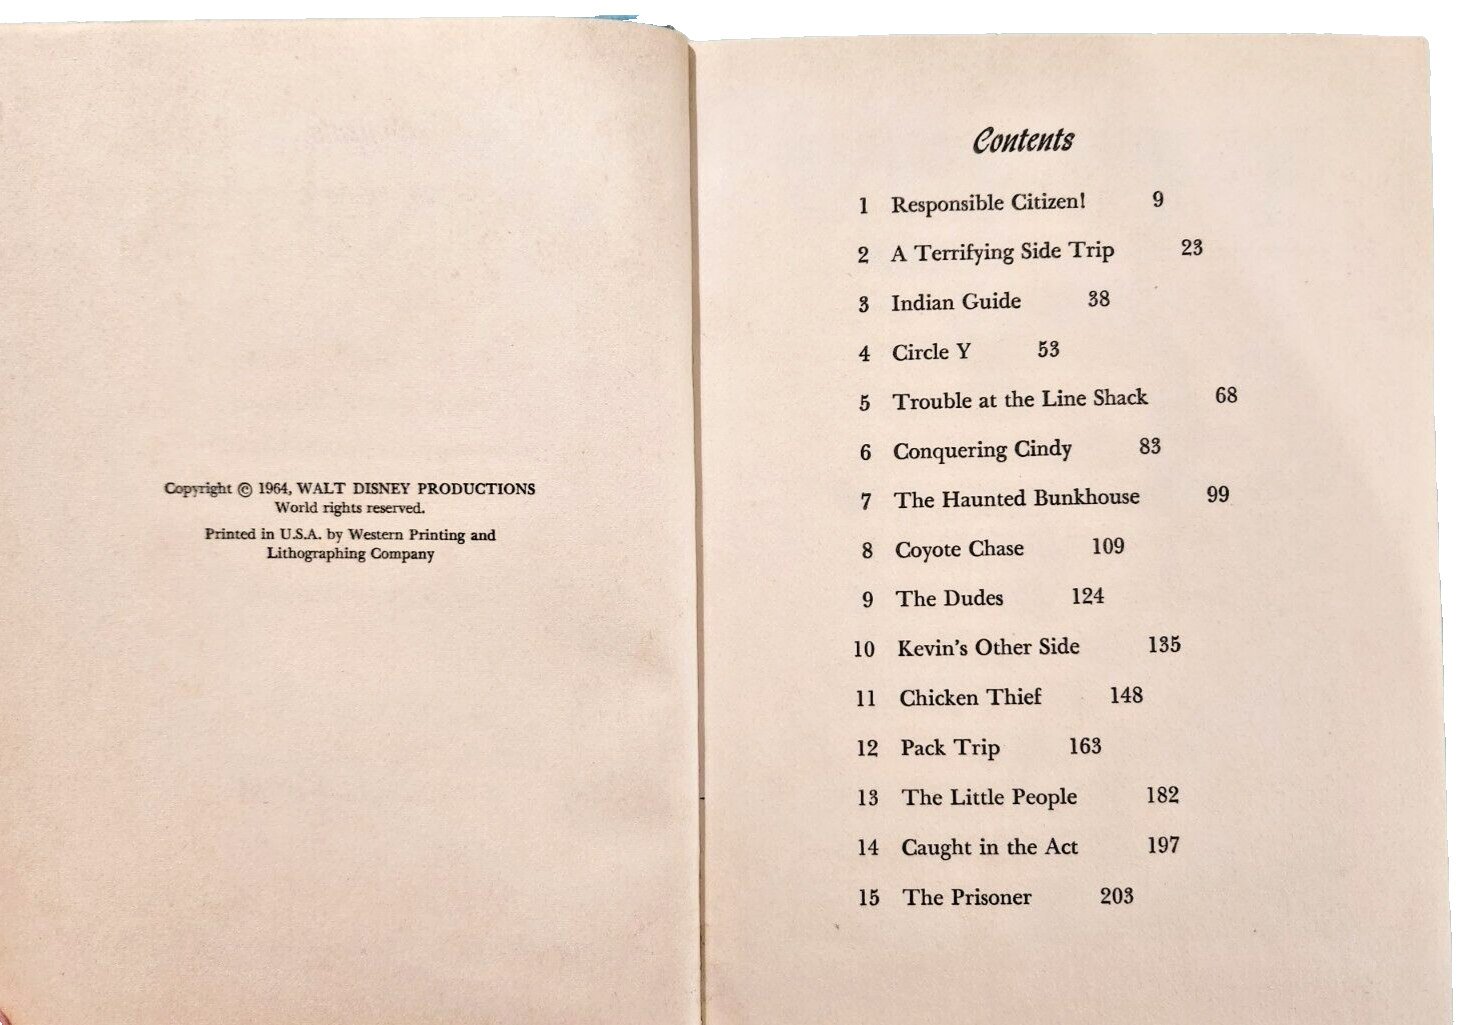 Copyright © 1964, WALT DISNEY PRODUCTIONS
World rights reserved.
Printed in U.S.A. by Western Printing and
Lithographing Company
Contents
1 Responsible Citizen! 9
2 A Terrifying Side Trip 23
3 Indian Guide 38
4 Circle Y 53
5 Trouble at the Line Shack 68
6 Conquering Cindy 83
7 The Haunted Bunkhouse 99
8 Coyote Chase 109
9 The Dudes 124
10 Kevin's Other Side 135
11 Chicken Thief 148
12 Pack Trip 163
13 The Little People 182
14 Caught in the Act 197
15 The Prisoner 203